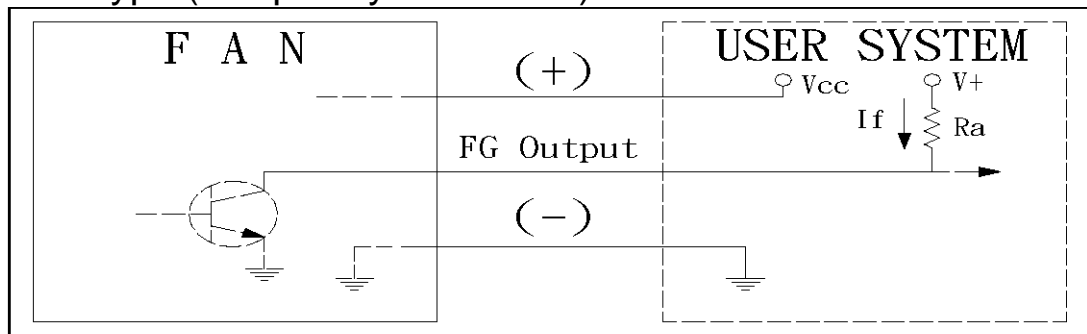 F A N
USER SYSTEM
(+)
Vcc
V+
If
Ra
FG Output
(-)